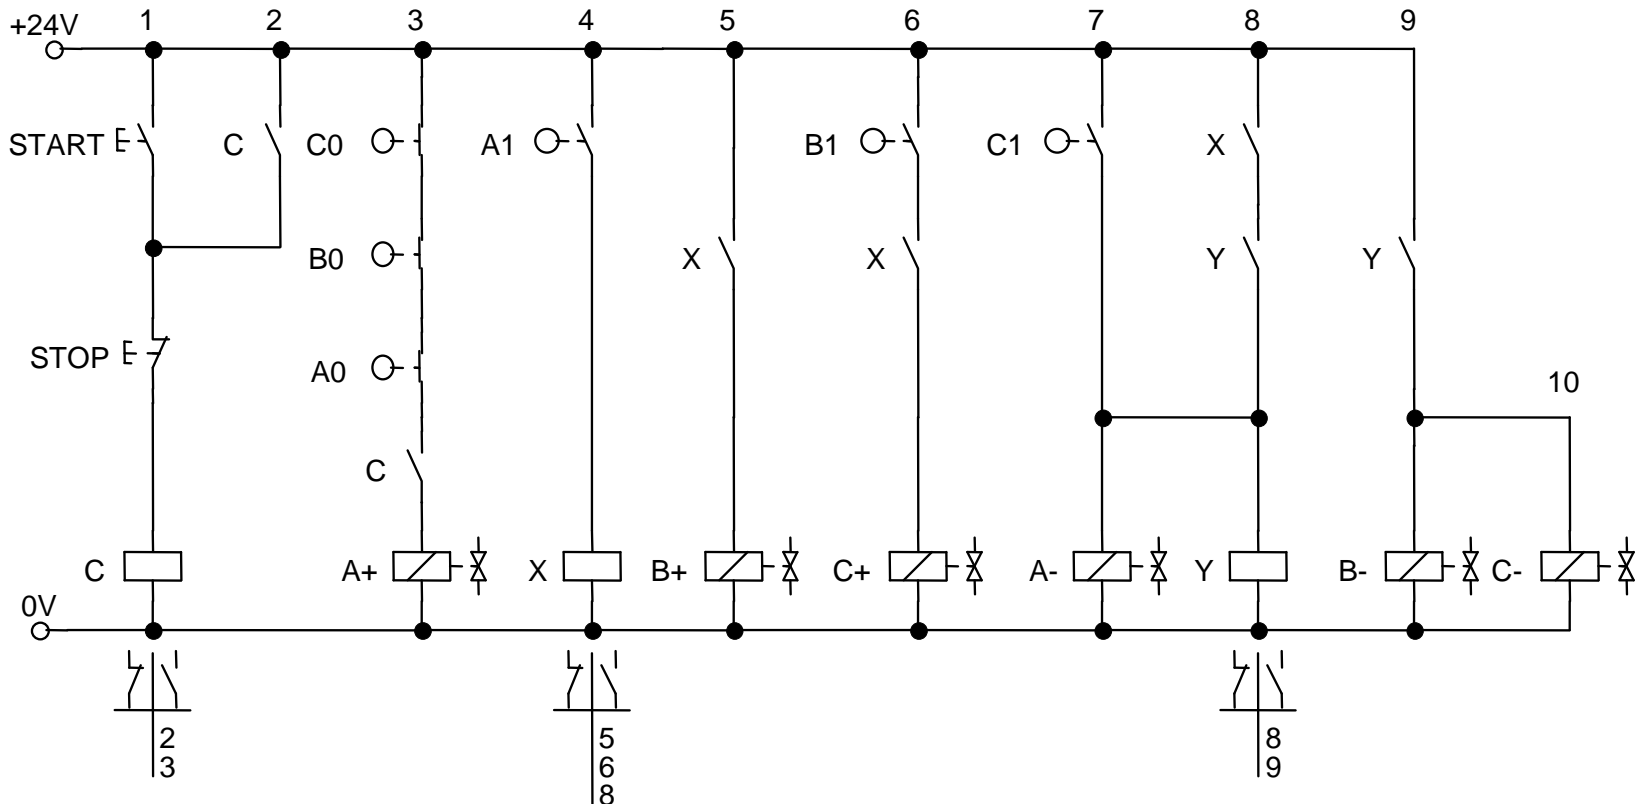 1 2 3 4 5 6 7 8 9
+24V
START C C0 A1 B1 C1 X
B0 X X Y Y
STOP A0 10
C
C A+ X B+ C+ A- Y B- C-
0V
2 5 8
3 6 9
8